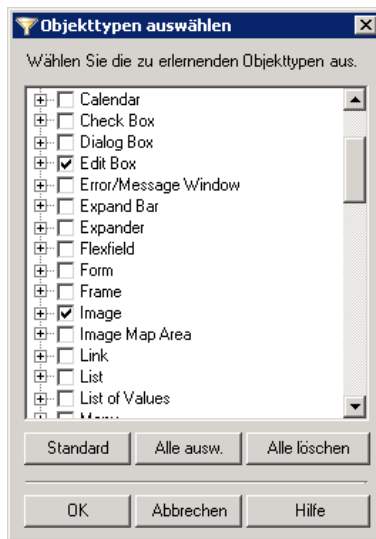 Objekttypen auswählen
Wählen Sie die zu erlernenden Objekttypen aus.
Calendar
Check Box
Dialog Box
Edit Box
Error/Message Window
Expand Bar
Expander
Flexfield
Form
Frame
Image
Image Map Area
Link
List
List of Values
Standard Alle ausw. Alle löschen
OK Abbrechen Hilfe